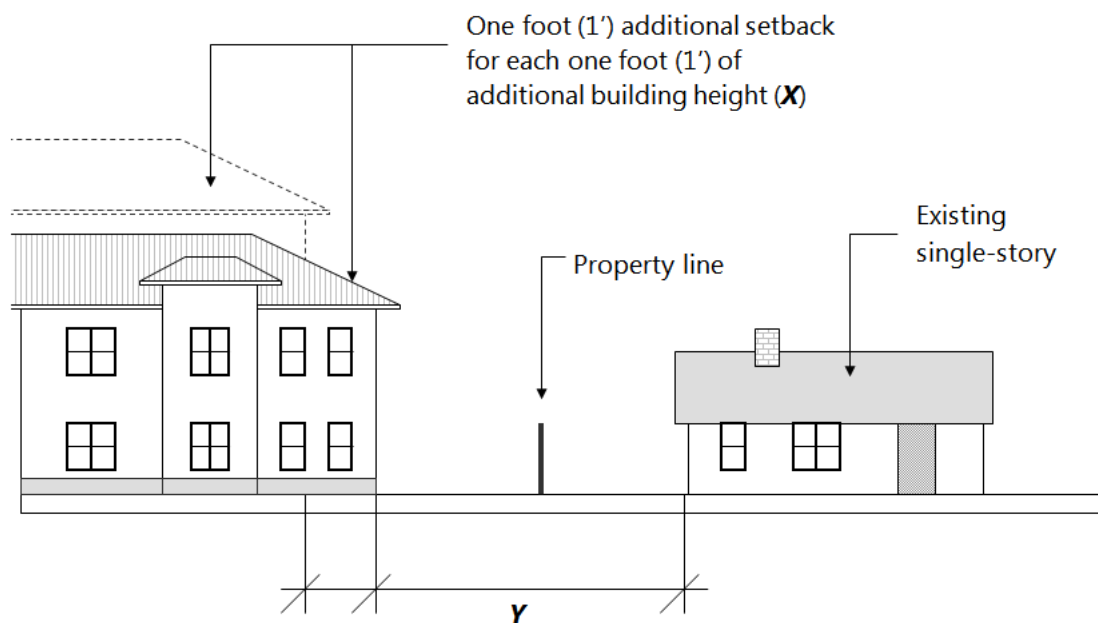 One foot (1’) additional setback
for each one foot (1’) of
additional building height (X)
Existing
single-story
Property line
Y